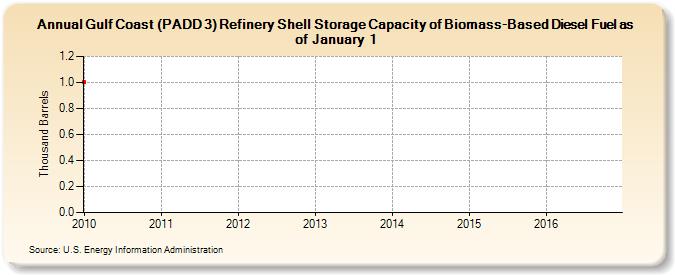 Annual Gulf Coast (PADD 3) Refinery Shell Storage Capacity of Biomass-Based Diesel Fuel as
of January 1
Thousand Barrels
1.2
1.0
0.8
0.6
0.4
0.2
0.0
2010 2011 2012 2013 2014 2015 2016
Source: U.S. Energy Information Administration